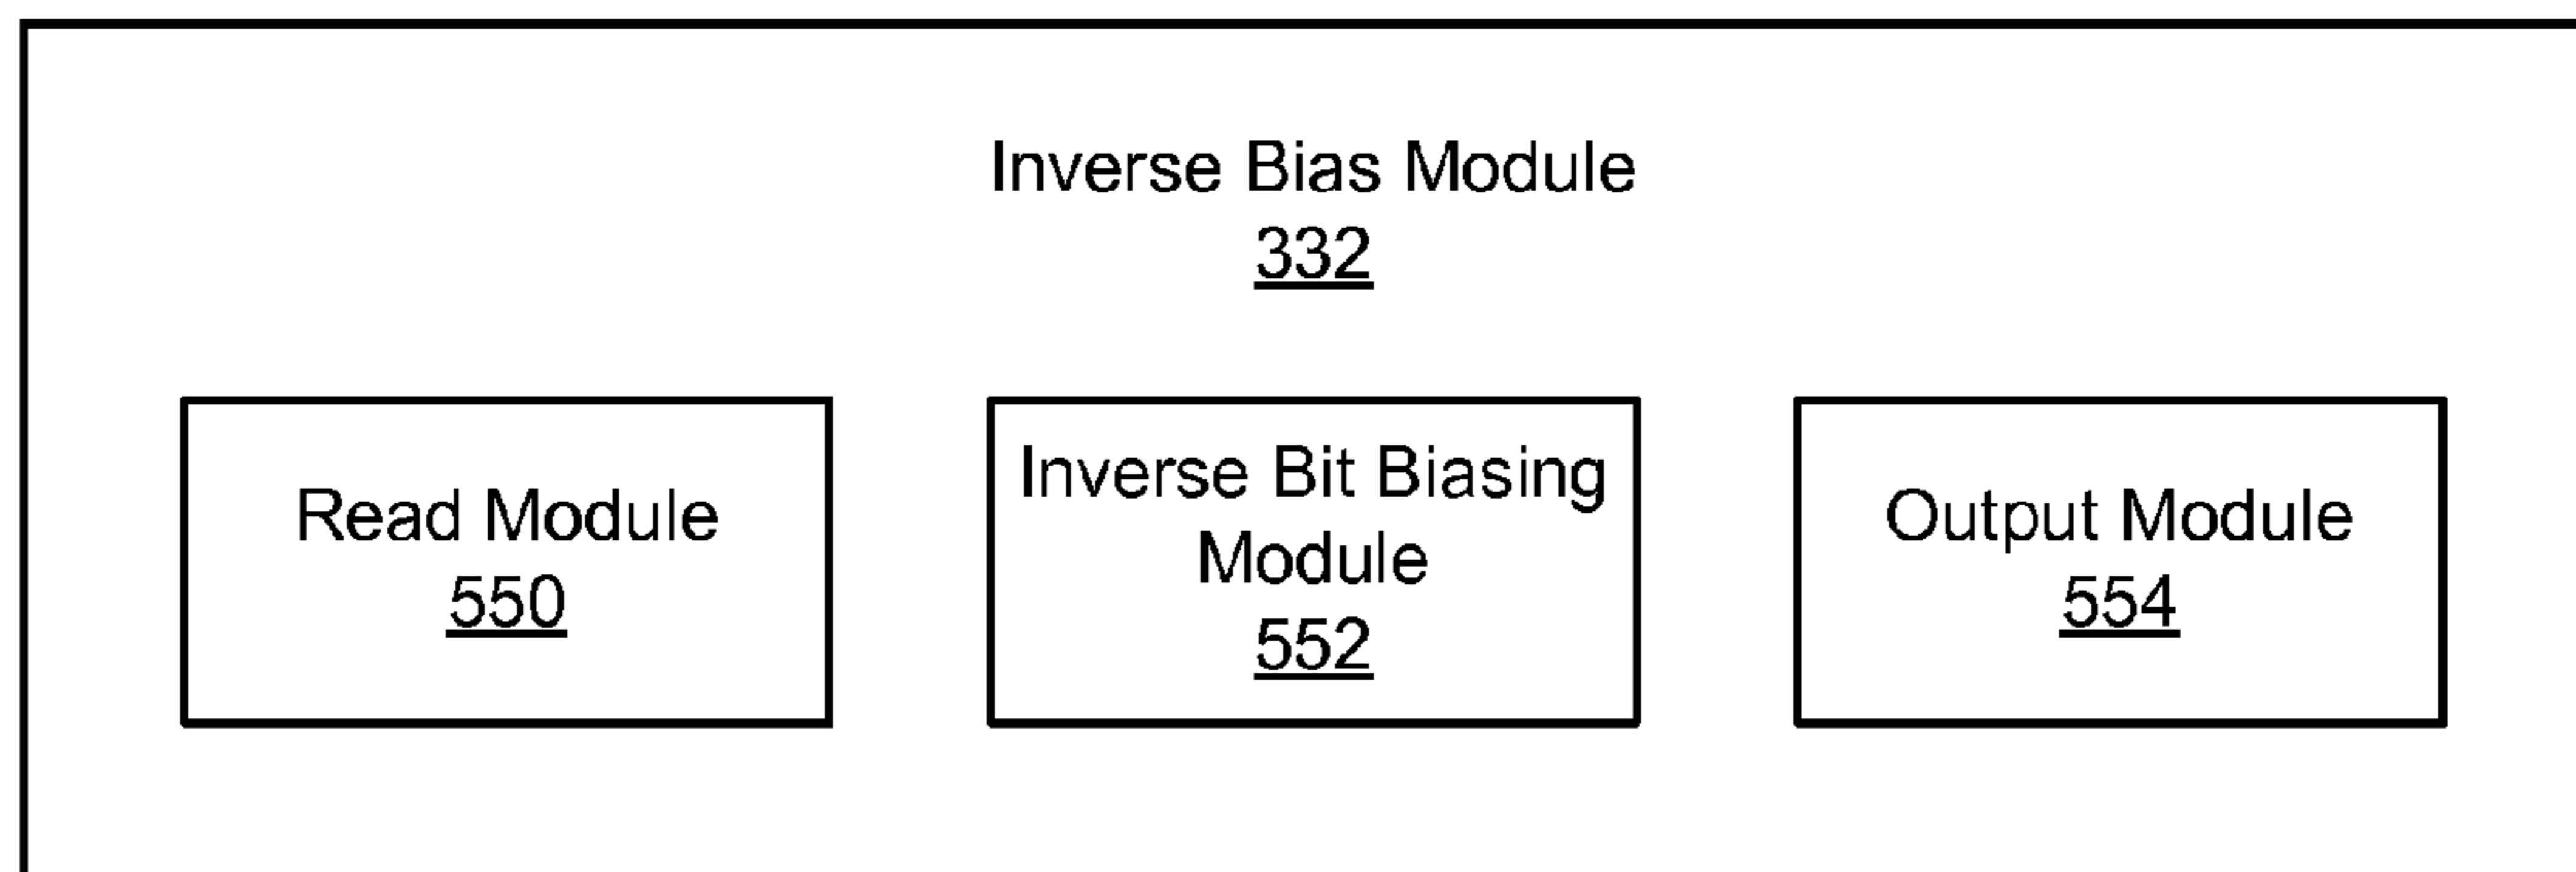 Inverse Bias Module
332
Read Module
550
Inverse Bit Biasing
Module
552
Output Module
554